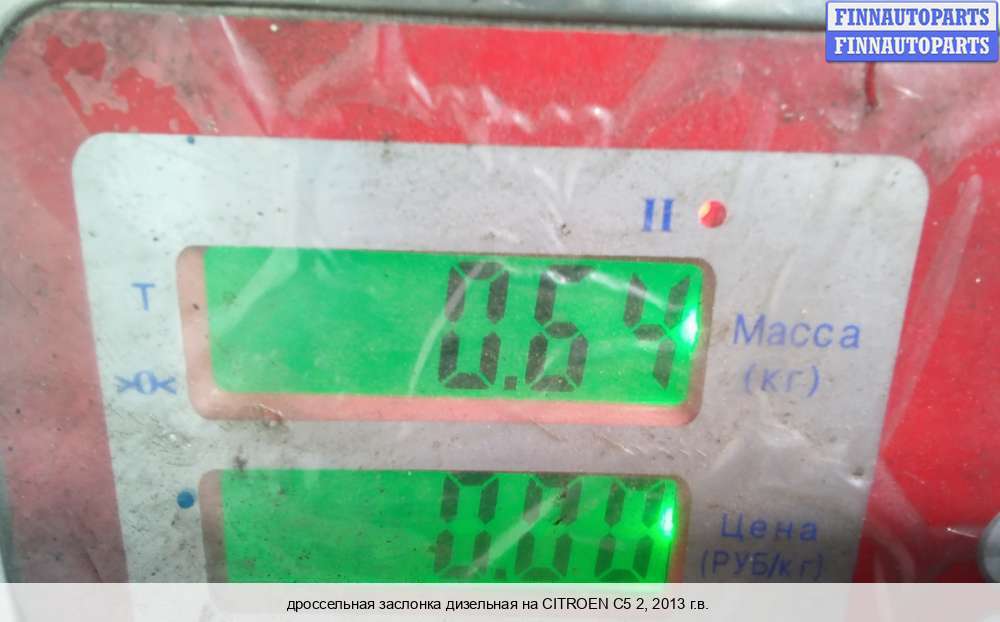 FINNAUTOPARTS
FINNAUTOPARTS
II
T
0.64
Масса
>0<
(кг)
0.00
Цена
(РУБ/кг)
дроссельная заслонка дизельная на CITROEN C5 2, 2013 г.в.